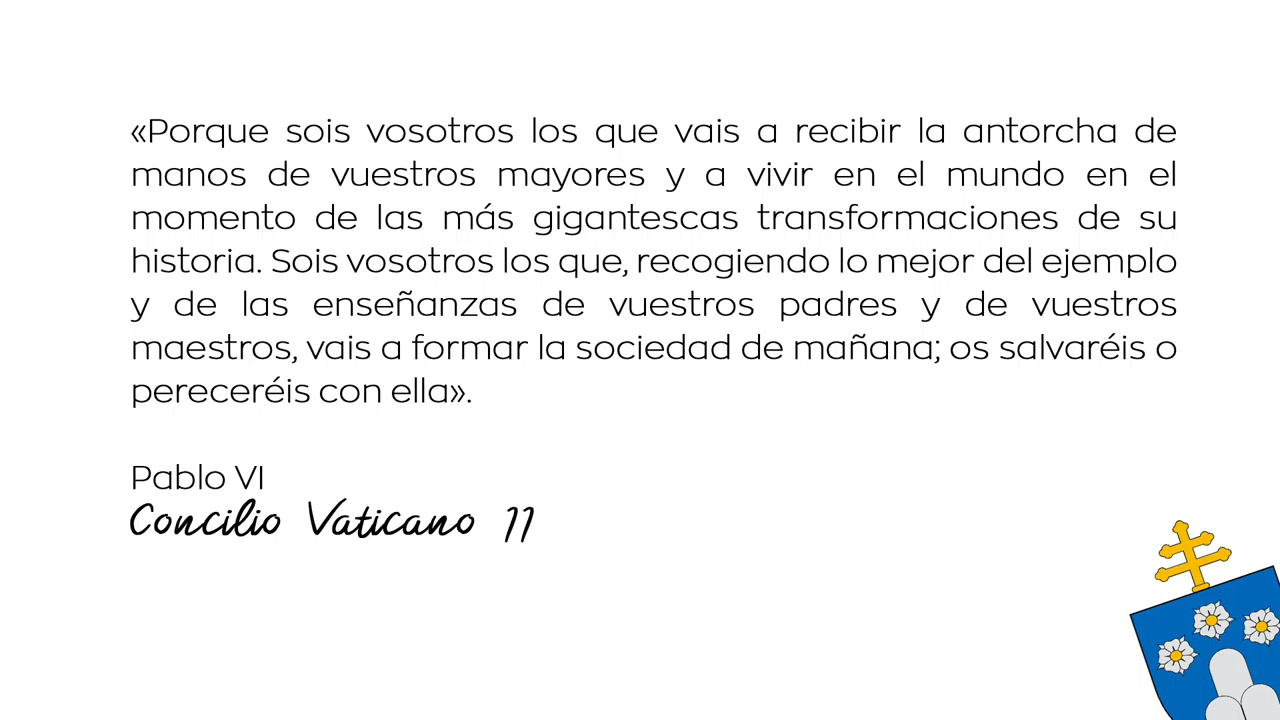 «Porque sois vosotros los que vais a recibir la antorcha de
manos de vuestros mayores y a vivir en el mundo en el
momento de las más gigantescas transformaciones de su
historia. Sois vosotros los que, recogiendo lo mejor del ejemplo
y de las enseñanzas de vuestros padres y de vuestros
maestros, vais a formar la sociedad de mañana; os salvaréis o
pereceréis con ella».
Pablo VI
Concilio Vaticano II